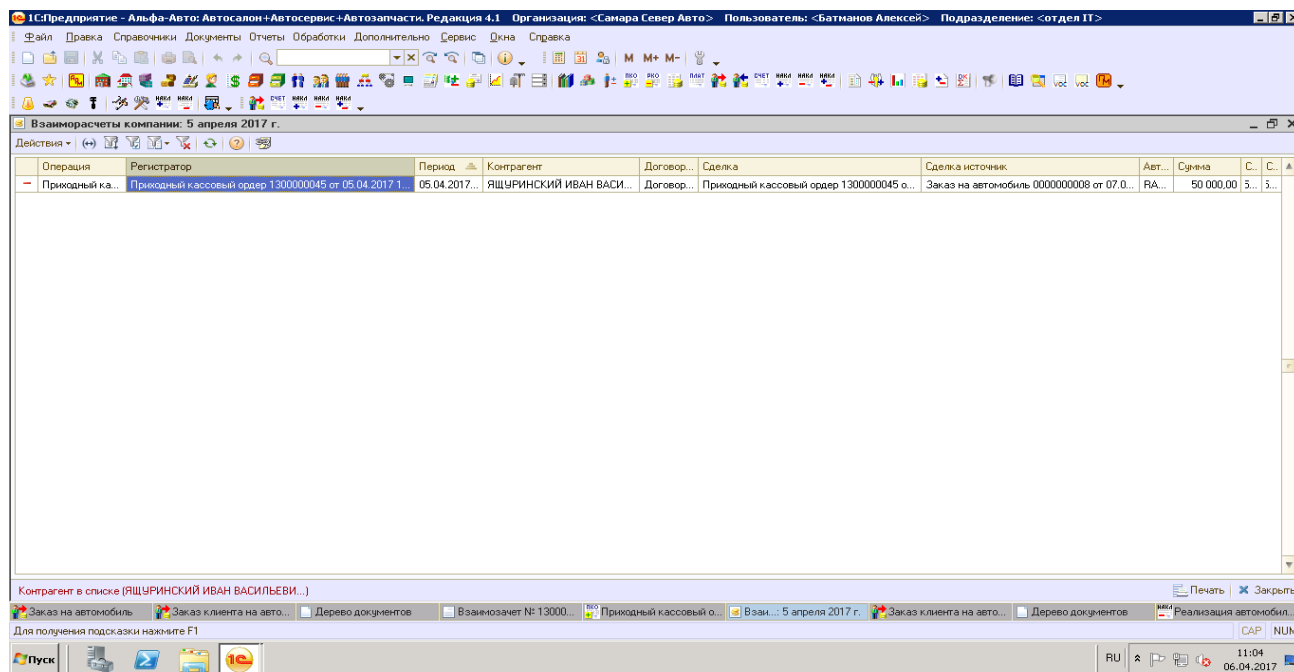 1С:Предприятие - Альфа-Авто: Автосалон+Автосервис+Автозапчасти. Редакция 4.1 Организация: <Самара Север Авто> Пользователь: <Батманов Алексей> Подразделение: <отдел IT>
Файл Правка Справочники Документы Отчеты Обработки Дополнительно Сервис Окна Справка
M M+ M-
Взаиморасчеты компании: 5 апреля 2017 г.
Действия
Операция Регистратор Период Контрагент Договор... Сделка Сделка источник Авт... Сумма С... С...
Приходный ка... Приходный кассовый ордер 1300000045 от 05.04.2017 1... 05.04.2017... ЯЩУРИНСКИЙ ИВАН ВАСИ... Договор... Приходный кассовый ордер 1300000045 о... Заказ на автомобиль 0000000008 от 07.0... RA... 50 000,00 5...
Контрагент в списке (ЯЩУРИНСКИЙ ИВАН ВАСИЛЬЕВИ...) Печать Закрыть
Заказ на автомобиль Заказ клиента на авто... Дерево документов Взаимозачет № 13000... Приходный кассовый о... Взаи...: 5 апреля 2017 г. Заказ клиента на авто... Дерево документов Реализация автомобил...
Для получения подсказки нажмите F1 CAP NUM
Пуск RU 11:04
06.04.2017